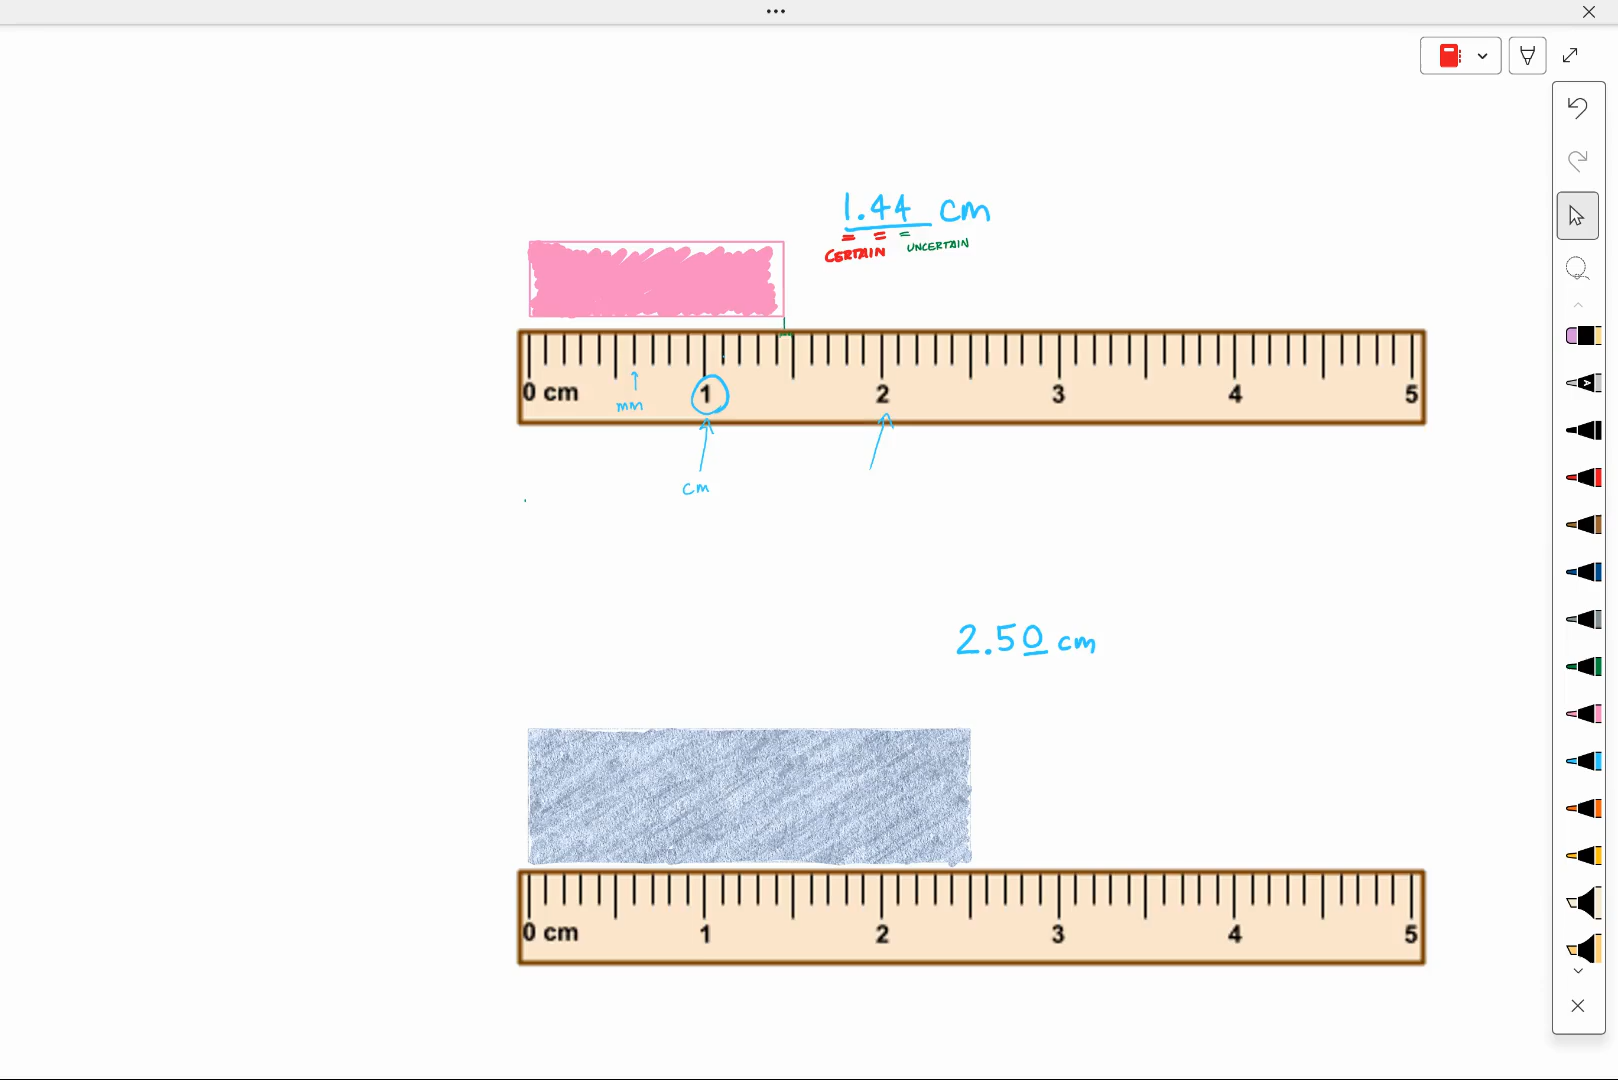 1.44 cm
CERTAIN UNCERTAIN
0 cm 1 2 3 4 5
mm
cm
2.50 cm
0 cm 1 2 3 4 5